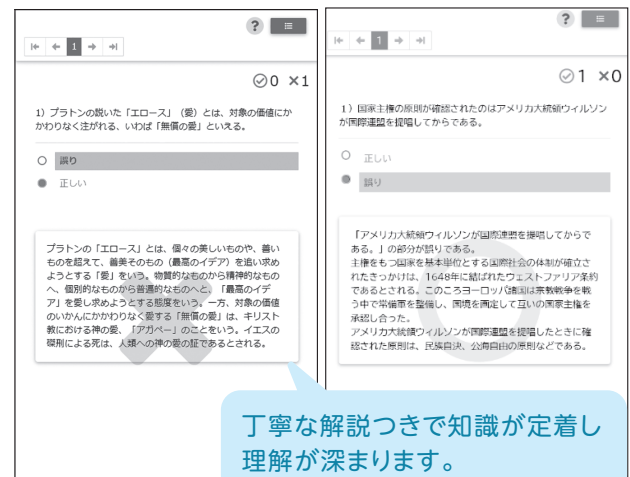 ?
1
✓0 ×1
1）プラトンの説いた「エロース」（愛）とは、対象の価値にか
かわりなく注がれる、いわば「無償の愛」といえる。
誤り
正しい
プラトンの「エロース」とは、個々の美しいものや、善い
ものを超えて、善美そのもの（最高のイデア）を追い求め
ようとする「愛」をいう。物質的なものから精神的なもの
へ、個別的なものから普遍的なものへと、「最高のイデ
ア」を愛し求めようとする態度をいう。一方、対象の価値
のいかんにかかわりなく愛する「無償の愛」は、キリスト
教における神の愛、「アガペー」のことをいう。イエスの
磔刑による死は、人類への神の愛の証であるとされる。
?
1
✓1 ×0
1）国家主権の原則が確認されたのはアメリカ大統領ウィルソン
が国際連盟を提唱してからである。
正しい
誤り
「アメリカ大統領ウィルソンが国際連盟を提唱してからで
ある。」の部分が誤りである。
主権をもつ国家を基本単位とする国際社会の体制が確立さ
れたきっかけは、1648年に結ばれたウェストファリア条約
であるとされる。このころヨーロッパ諸国は宗教戦争を戦
う中で常備軍を整備し、国境を画定して互いの国家主権を
承認し合った。
アメリカ大統領ウィルソンが国際連盟を提唱したときに確
認された原則は、民族自決、公海自由の原則などである。
丁寧な解説つきで知識が定着し
理解が深まります。